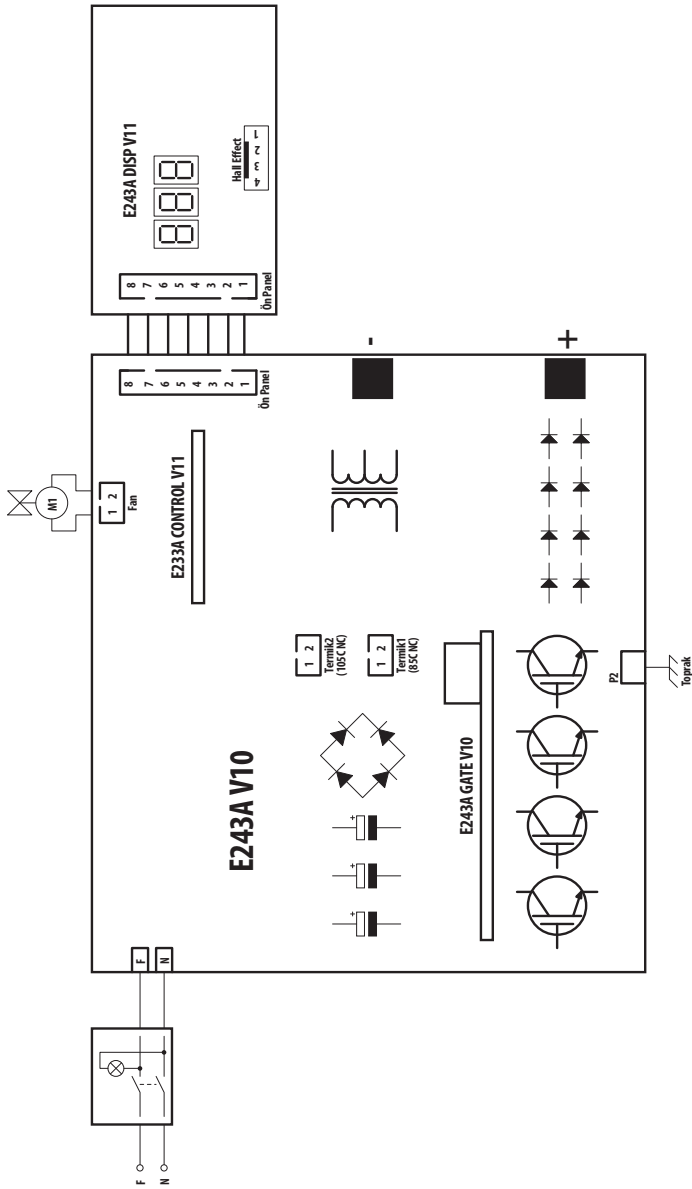 E243A DISP V11
Hall Effect
4 3 2 1
8 7 6 5 4 3 2 1
Ön Panel
8 7 6 5 4 3 2 1
Ön Panel
-
+
M1
1 2
Fan
E233A CONTROL V11
1 2
Termik2
(105C NC)
1 2
Termik1
(85C NC)
E243A V10
+
+
+
E243A GATE V10
P2
Toprak
F
N
F
N